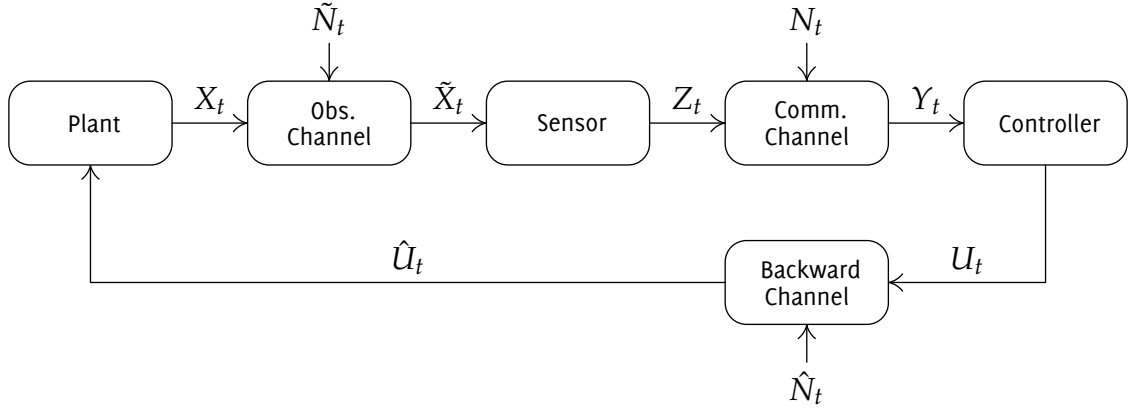 Ñ_t N_t
Plant X_t Obs. Channel X̃_t Sensor Z_t Comm. Channel Y_t Controller
Û_t Backward Channel U_t
N̂_t